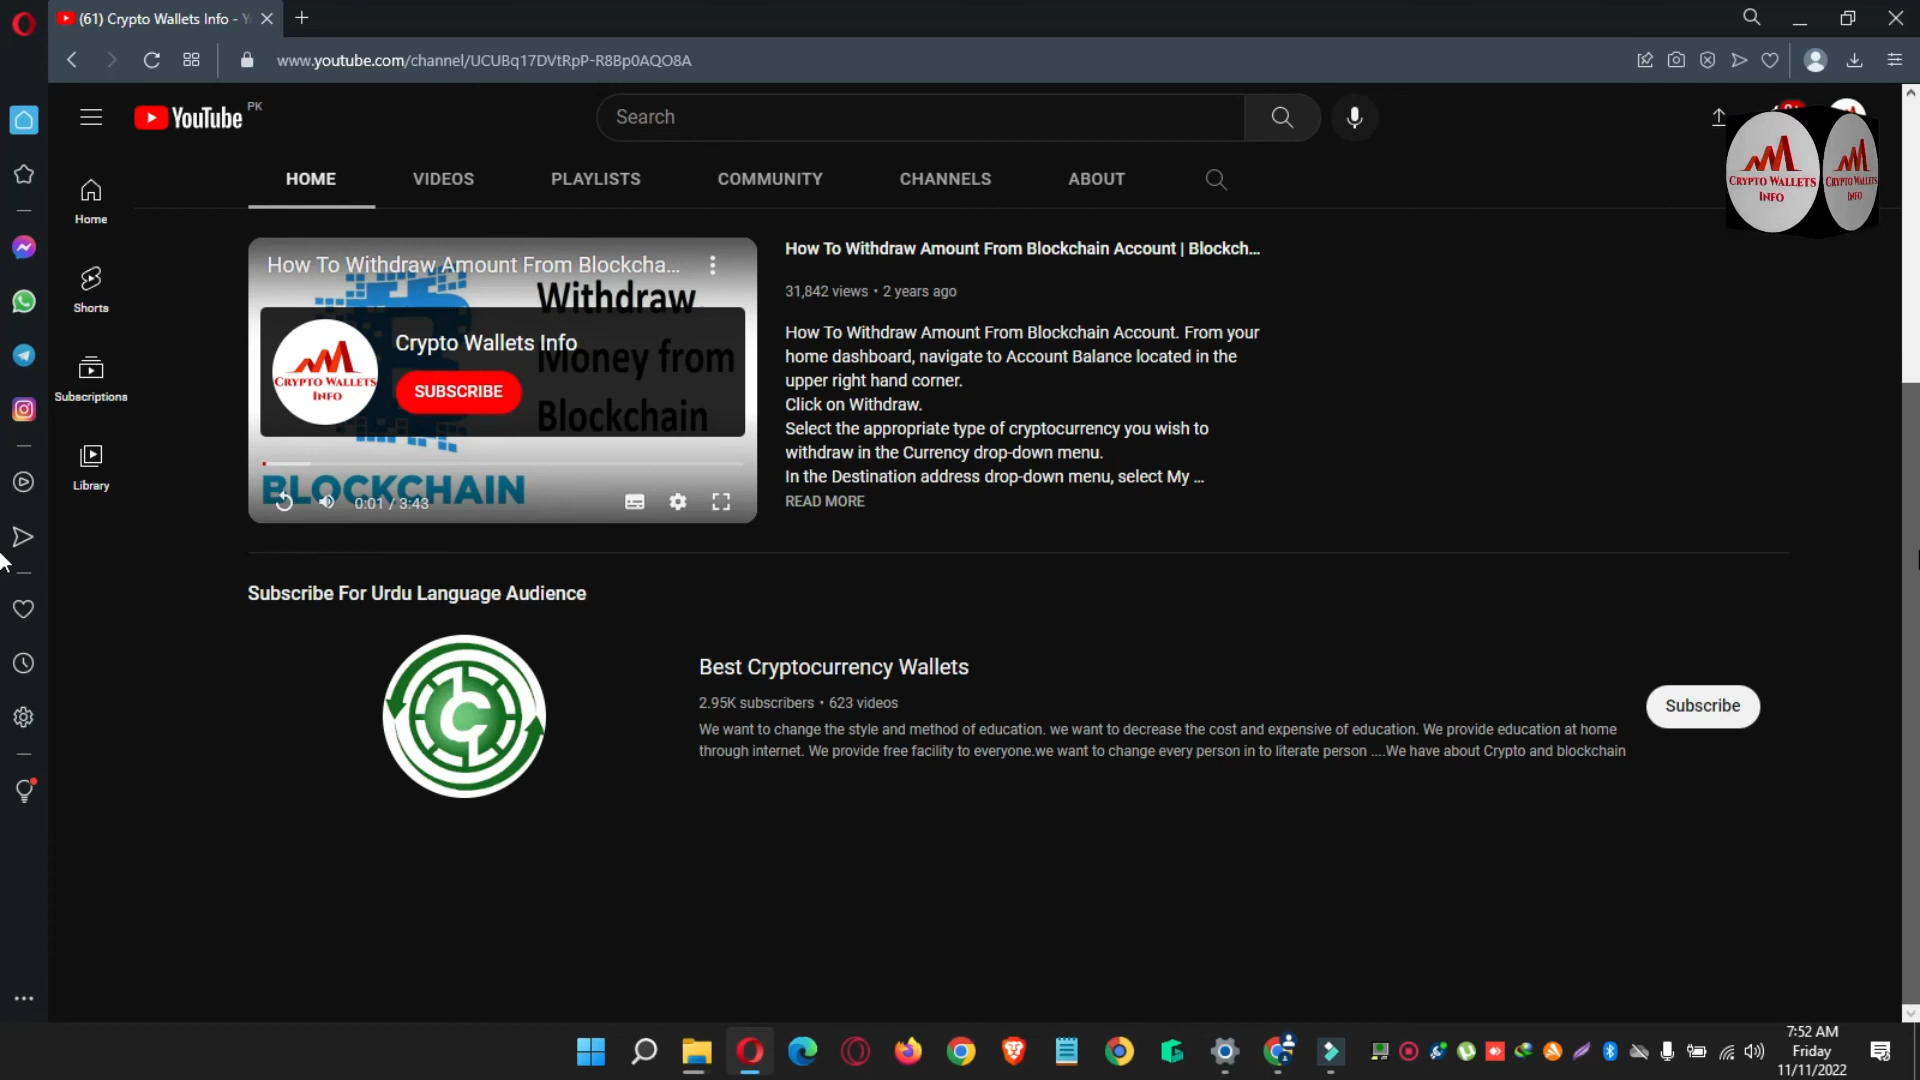 (61) Crypto Wallets Info - Y
www.youtube.com/channel/UCUBq17DVtRpP-R8Bp0AQO8A
YouTube PK
Search
CRYPTO WALLETS
INFO
CRYPTO WALLETS
INFO
HOME
VIDEOS
PLAYLISTS
COMMUNITY
CHANNELS
ABOUT
Home
Shorts
Subscriptions
Library
How To Withdraw Amount From Blockcha...
Withdraw
Money from
Blockchain
Crypto Wallets Info
SUBSCRIBE
CRYPTO WALLETS
INFO
BLOCKCHAIN
0:01 / 3:43
How To Withdraw Amount From Blockchain Account | Blockch...
31,842 views • 2 years ago
How To Withdraw Amount From Blockchain Account. From your
home dashboard, navigate to Account Balance located in the
upper right hand corner.
Click on Withdraw.
Select the appropriate type of cryptocurrency you wish to
withdraw in the Currency drop-down menu.
In the Destination address drop-down menu, select My ...
READ MORE
Subscribe For Urdu Language Audience
Best Cryptocurrency Wallets
2.95K subscribers • 623 videos
We want to change the style and method of education. we want to decrease the cost and expensive of education. We provide education at home
through internet. We provide free facility to everyone.we want to change every person in to literate person ....We have about Crypto and blockchain
Subscribe
7:52 AM
Friday
11/11/2022